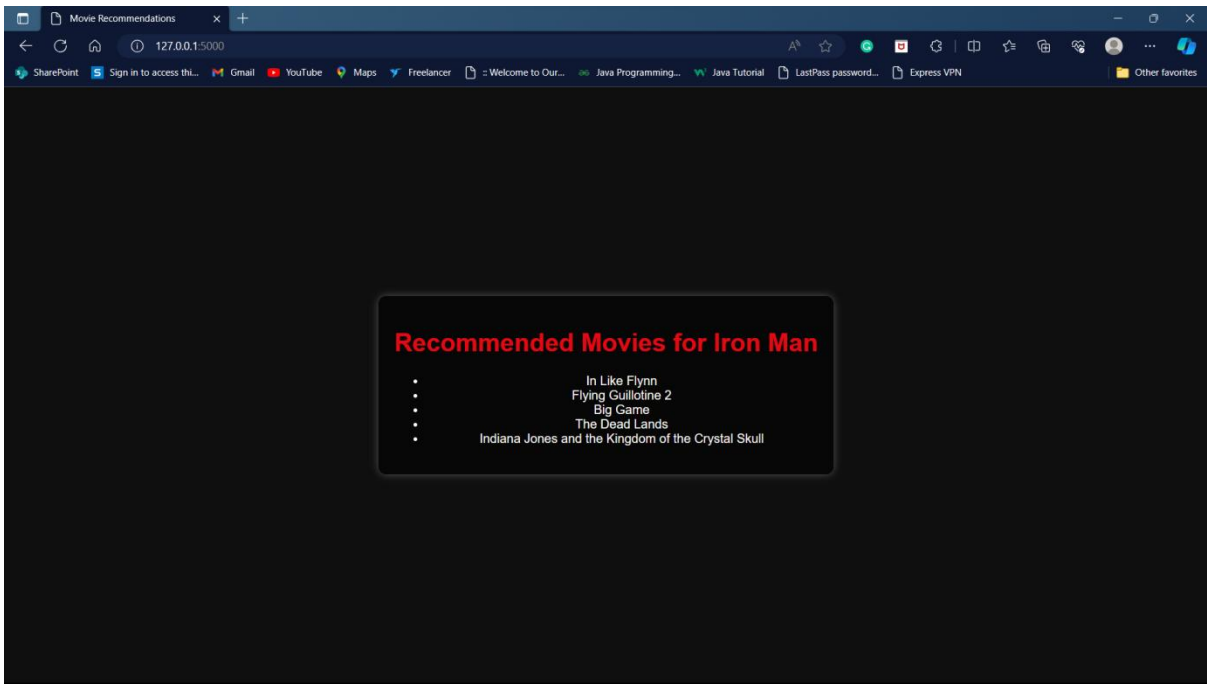 Movie Recommendations
127.0.0.1:5000
SharePoint Sign in to access thi... Gmail YouTube Maps Freelancer :: Welcome to Our... Java Programming... Java Tutorial LastPass password... Express VPN Other favorites
Recommended Movies for Iron Man
• In Like Flynn
• Flying Guillotine 2
• Big Game
• The Dead Lands
• Indiana Jones and the Kingdom of the Crystal Skull